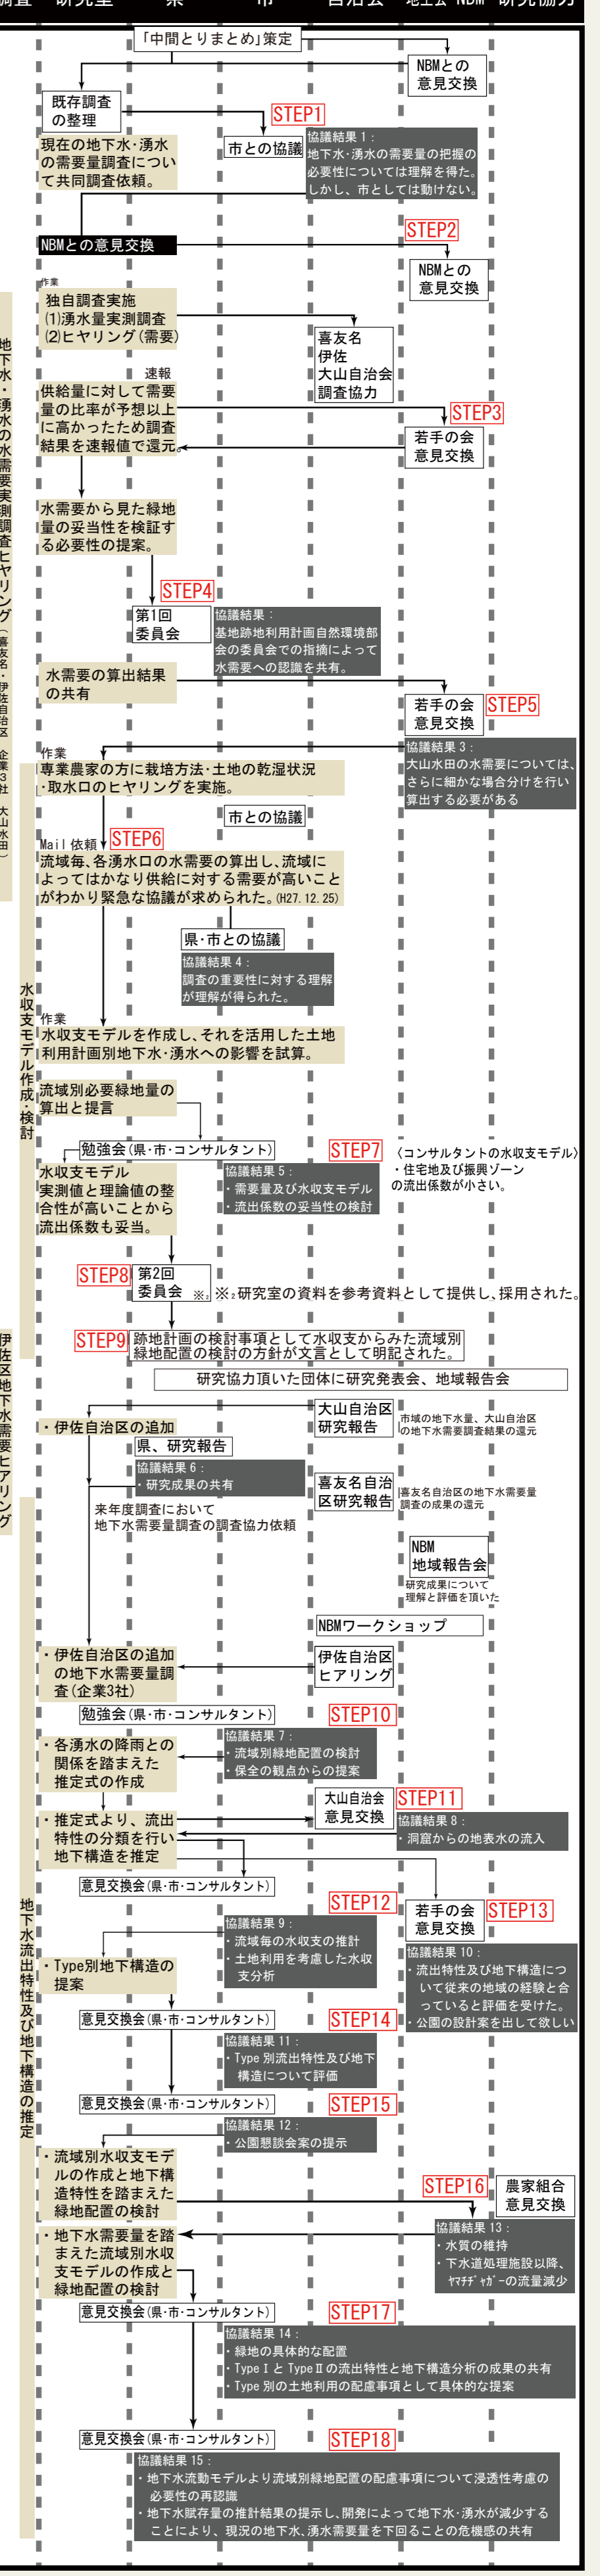 調査 研究室 県 市 自治会 地主会 NBM 研究協力
「中間とりまとめ」策定
NBMとの
意見交換
既存調査
の整理
STEP1
現在の地下水・湧水
の需要量調査につい
て共同調査依頼。
市との協議
協議結果 1：
地下水・湧水の需要量の把握の
必要性については理解を得た。
しかし、市としては動けない。
STEP2
NBMとの意見交換
NBMとの
意見交換
作業
独自調査実施
(1)湧水量実測調査
(2)ヒヤリング(需要)
喜友名
伊佐
大山自治会
調査協力
速報
供給量に対して需要
量の比率が予想以上
に高かったため調査
結果を速報値で還元。
STEP3
若手の会
意見交換
水需要から見た緑地
量の妥当性を検証す
る必要性の提案。
STEP4
第1回
委員会
協議結果：
基地跡地利用計画自然環境部
会の委員会での指摘によって
水需要への認識を共有。
水需要の算出結果
の共有
若手の会
意見交換
STEP5
協議結果 3：
大山水田の水需要については、
さらに細かな場合分けを行い
算出する必要がある
作業
専業農家の方に栽培方法・土地の乾湿状況
・取水口のヒヤリングを実施。
市との協議
Mail 依頼
STEP6
流域毎、各湧水口の水需要の算出し、流域に
よってはかなり供給に対する需要が高いこと
がわかり緊急な協議が求められた。(H27.12.25)
県・市との協議
協議結果 4：
調査の重要性に対する理解
が理解が得られた。
作業
水収支モデルを作成し、それを活用した土地
利用計画別地下水・湧水への影響を試算。
流域別必要緑地量の
算出と提言
勉強会(県・市・コンサルタント)
STEP7
〈コンサルタントの水収支モデル〉
・住宅地及び振興ゾーン
の流出係数が小さい。
水収支モデル
実測値と理論値の整
合性が高いことから
流出係数も妥当。
協議結果 5：
・需要量及び水収支モデル
・流出係数の妥当性の検討
STEP8
第2回
委員会 ※₂
※₂研究室の資料を参考資料として提供し、採用された。
STEP9
跡地計画の検討事項として水収支からみた流域別
緑地配置の検討の方針が文言として明記された。
研究協力頂いた団体に研究発表会、地域報告会
大山自治区
研究報告
市域の地下水量、大山自治区
の地下水需要調査結果の還元
・伊佐自治区の追加
県、研究報告
協議結果 6：
・研究成果の共有
喜友名自治
区研究報告
喜友名自治区の地下水需要量
調査の成果の還元
来年度調査において
地下水需要量調査の調査協力依頼
NBM
地域報告会
研究成果について
理解と評価を頂いた
NBMワークショップ
・伊佐自治区の追加
の地下水需要量調
査(企業3社)
伊佐自治区
ヒアリング
勉強会(県・市・コンサルタント)
STEP10
・各湧水の降雨との
関係を踏まえた
推定式の作成
協議結果 7：
・流域別緑地配置の検討
・保全の観点からの提案
大山自治会
意見交換
STEP11
・推定式より、流出
特性の分類を行い
地下構造を推定
協議結果 8：
・洞窟からの地表水の流入
意見交換会(県・市・コンサルタント)
STEP12
若手の会
意見交換
STEP13
協議結果 9：
・流域毎の水収支の推計
・土地利用を考慮した水収
支分析
協議結果 10：
・流出特性及び地下構造につ
いて従来の地域の経験と合
っていると評価を受けた。
・公園の設計案を出して欲しい
・Type別地下構造の
提案
意見交換会(県・市・コンサルタント)
STEP14
協議結果 11：
・Type 別流出特性及び地下
構造について評価
意見交換会(県・市・コンサルタント)
STEP15
協議結果 12：
・公園懇談会案の提示
・流域別水収支モデ
ルの作成と地下構
造特性を踏まえた
緑地配置の検討
STEP16
農家組合
意見交換
・地下水需要量を踏
まえた流域別水収
支モデルの作成と
緑地配置の検討
協議結果 13：
・水質の維持
・下水道処理施設以降、
ﾔﾏﾁﾁﾞｬｶﾞｰの流量減少
意見交換会(県・市・コンサルタント)
STEP17
協議結果 14：
・緑地の具体的な配置
・Type Ⅰ と Type Ⅱ の流出特性と地下構造分析の成果の共有
・Type 別の土地利用の配慮事項として具体的な提案
意見交換会(県・市・コンサルタント)
STEP18
協議結果 15：
・地下水流動モデルより流域別緑地配置の配慮事項について浸透性考慮の
必要性の再認識
・地下水賦存量の推計結果の提示し、開発によって地下水・湧水が減少する
ことにより、現況の地下水、湧水需要量を下回ることの危機感の共有
地下水・湧水の水需要実測調査ヒヤリング(喜友名・伊佐自治区 企業3社 大山水田)
水収支モデル作成・検討
伊佐区地下水需要ヒアリング
地下水流出特性及び地下構造の推定